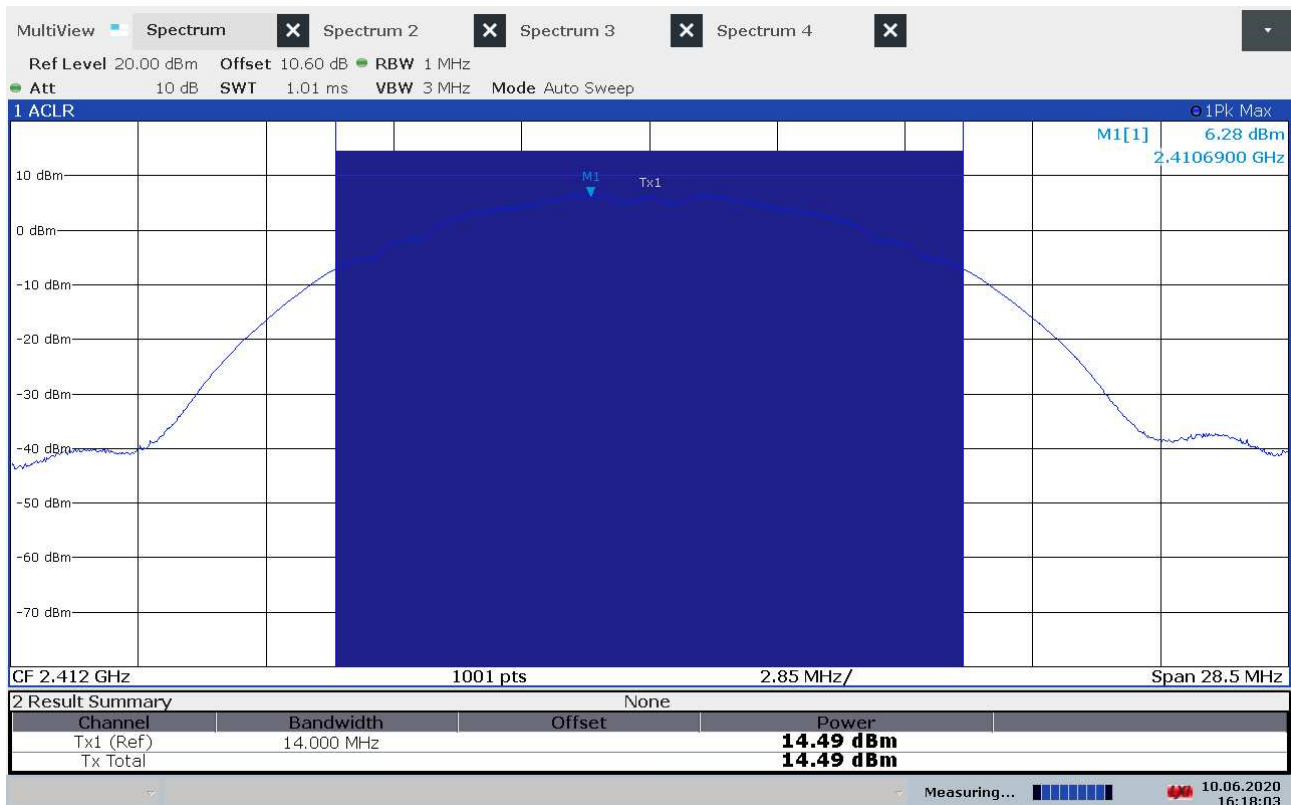 MultiView Spectrum Spectrum 2 Spectrum 3 Spectrum 4
Ref Level 20.00 dBm Offset 10.60 dB RBW 1 MHz
Att 10 dB SWT 1.01 ms VBW 3 MHz Mode Auto Sweep
1 ACLR 1Pk Max
M1[1] 6.28 dBm
2.4106900 GHz
10 dBm
M1
Tx1
0 dBm
-10 dBm
-20 dBm
-30 dBm
-40 dBm
-50 dBm
-60 dBm
-70 dBm
CF 2.412 GHz 1001 pts 2.85 MHz/ Span 28.5 MHz
2 Result Summary None
Channel Bandwidth Offset Power
Tx1 (Ref) 14.000 MHz 14.49 dBm
Tx Total 14.49 dBm
Measuring... 10.06.2020
16:18:03